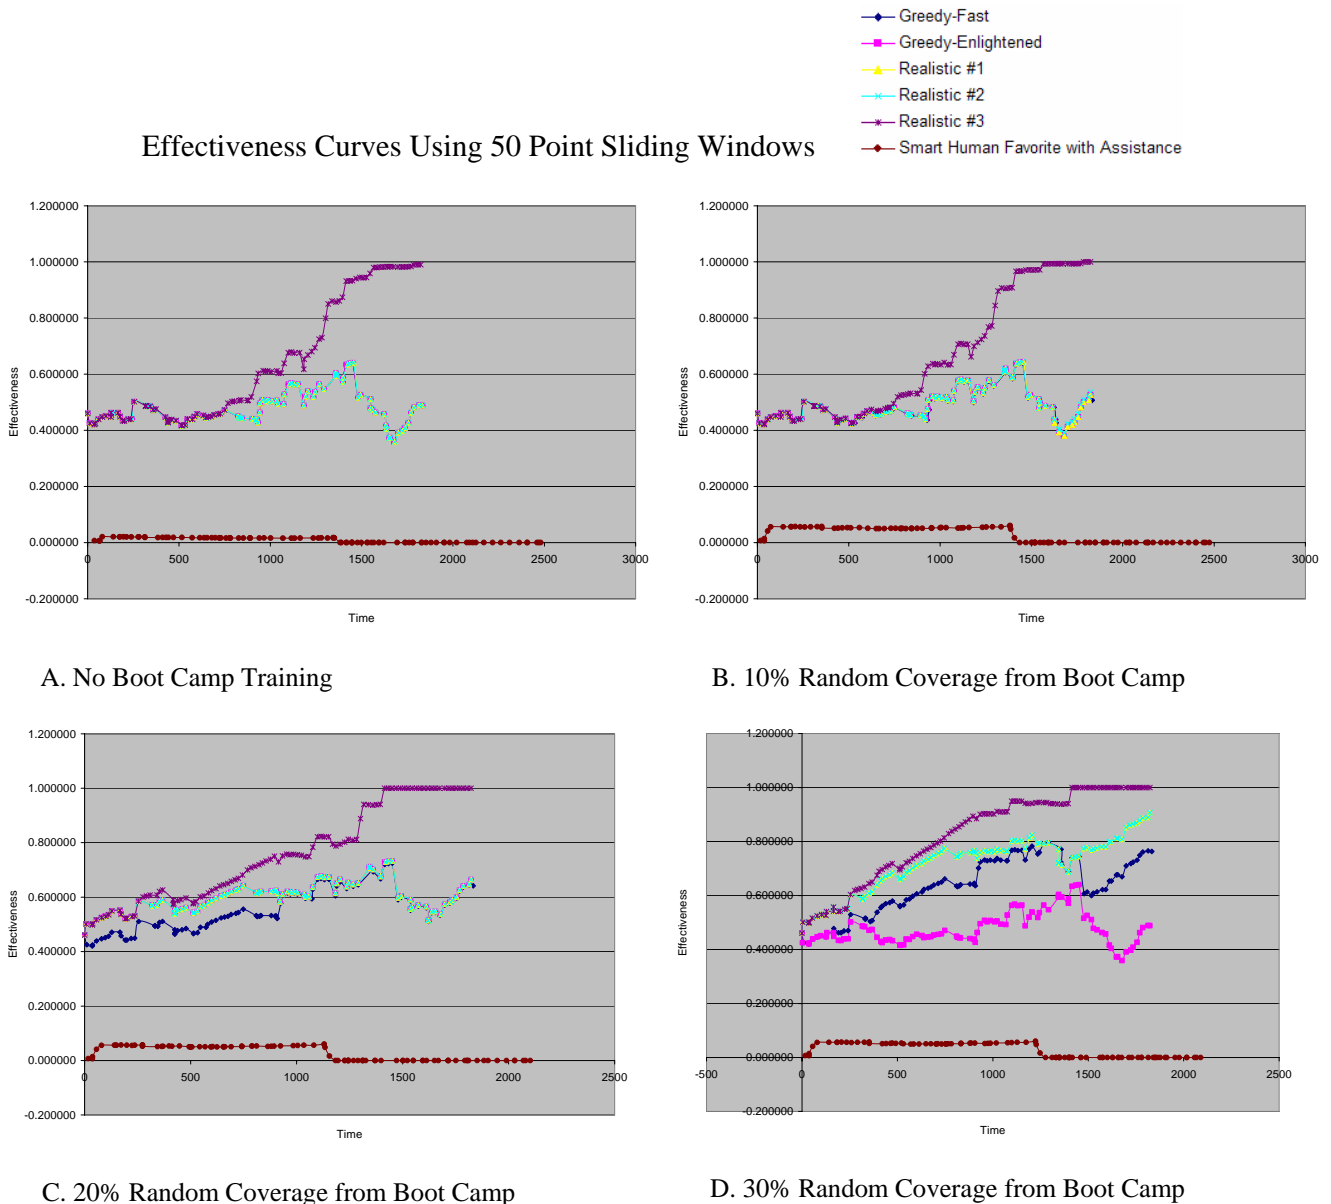 Greedy-Fast
Greedy-Enlightened
Realistic #1
Realistic #2
Realistic #3
Smart Human Favorite with Assistance
Effectiveness Curves Using 50 Point Sliding Windows
1.200000
1.000000
0.800000
0.600000
0.400000
0.200000
0.000000
-0.200000
Effectiveness
0 500 1000 1500 2000 2500 3000
Time
A. No Boot Camp Training
1.200000
1.000000
0.800000
0.600000
0.400000
0.200000
0.000000
-0.200000
Effectiveness
0 500 1000 1500 2000 2500 3000
Time
B. 10% Random Coverage from Boot Camp
1.200000
1.000000
0.800000
0.600000
0.400000
0.200000
0.000000
-0.200000
Effectiveness
0 500 1000 1500 2000 2500
Time
C. 20% Random Coverage from Boot Camp
1.200000
1.000000
0.800000
0.600000
0.400000
0.200000
0.000000
-0.200000
Effectiveness
-500 0 500 1000 1500 2000 2500
Time
D. 30% Random Coverage from Boot Camp